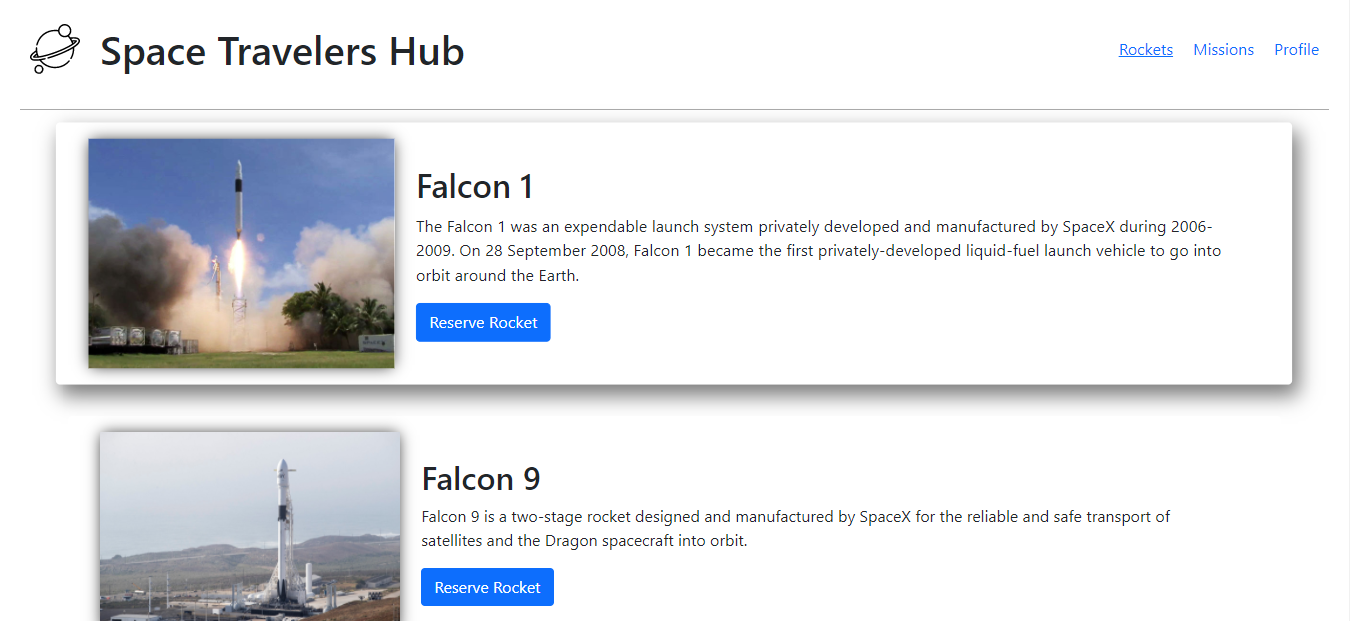 Space Travelers Hub
Rockets Missions Profile
Falcon 1
The Falcon 1 was an expendable launch system privately developed and manufactured by SpaceX during 2006-
2009. On 28 September 2008, Falcon 1 became the first privately-developed liquid-fuel launch vehicle to go into
orbit around the Earth.
Reserve Rocket
Falcon 9
Falcon 9 is a two-stage rocket designed and manufactured by SpaceX for the reliable and safe transport of
satellites and the Dragon spacecraft into orbit.
Reserve Rocket